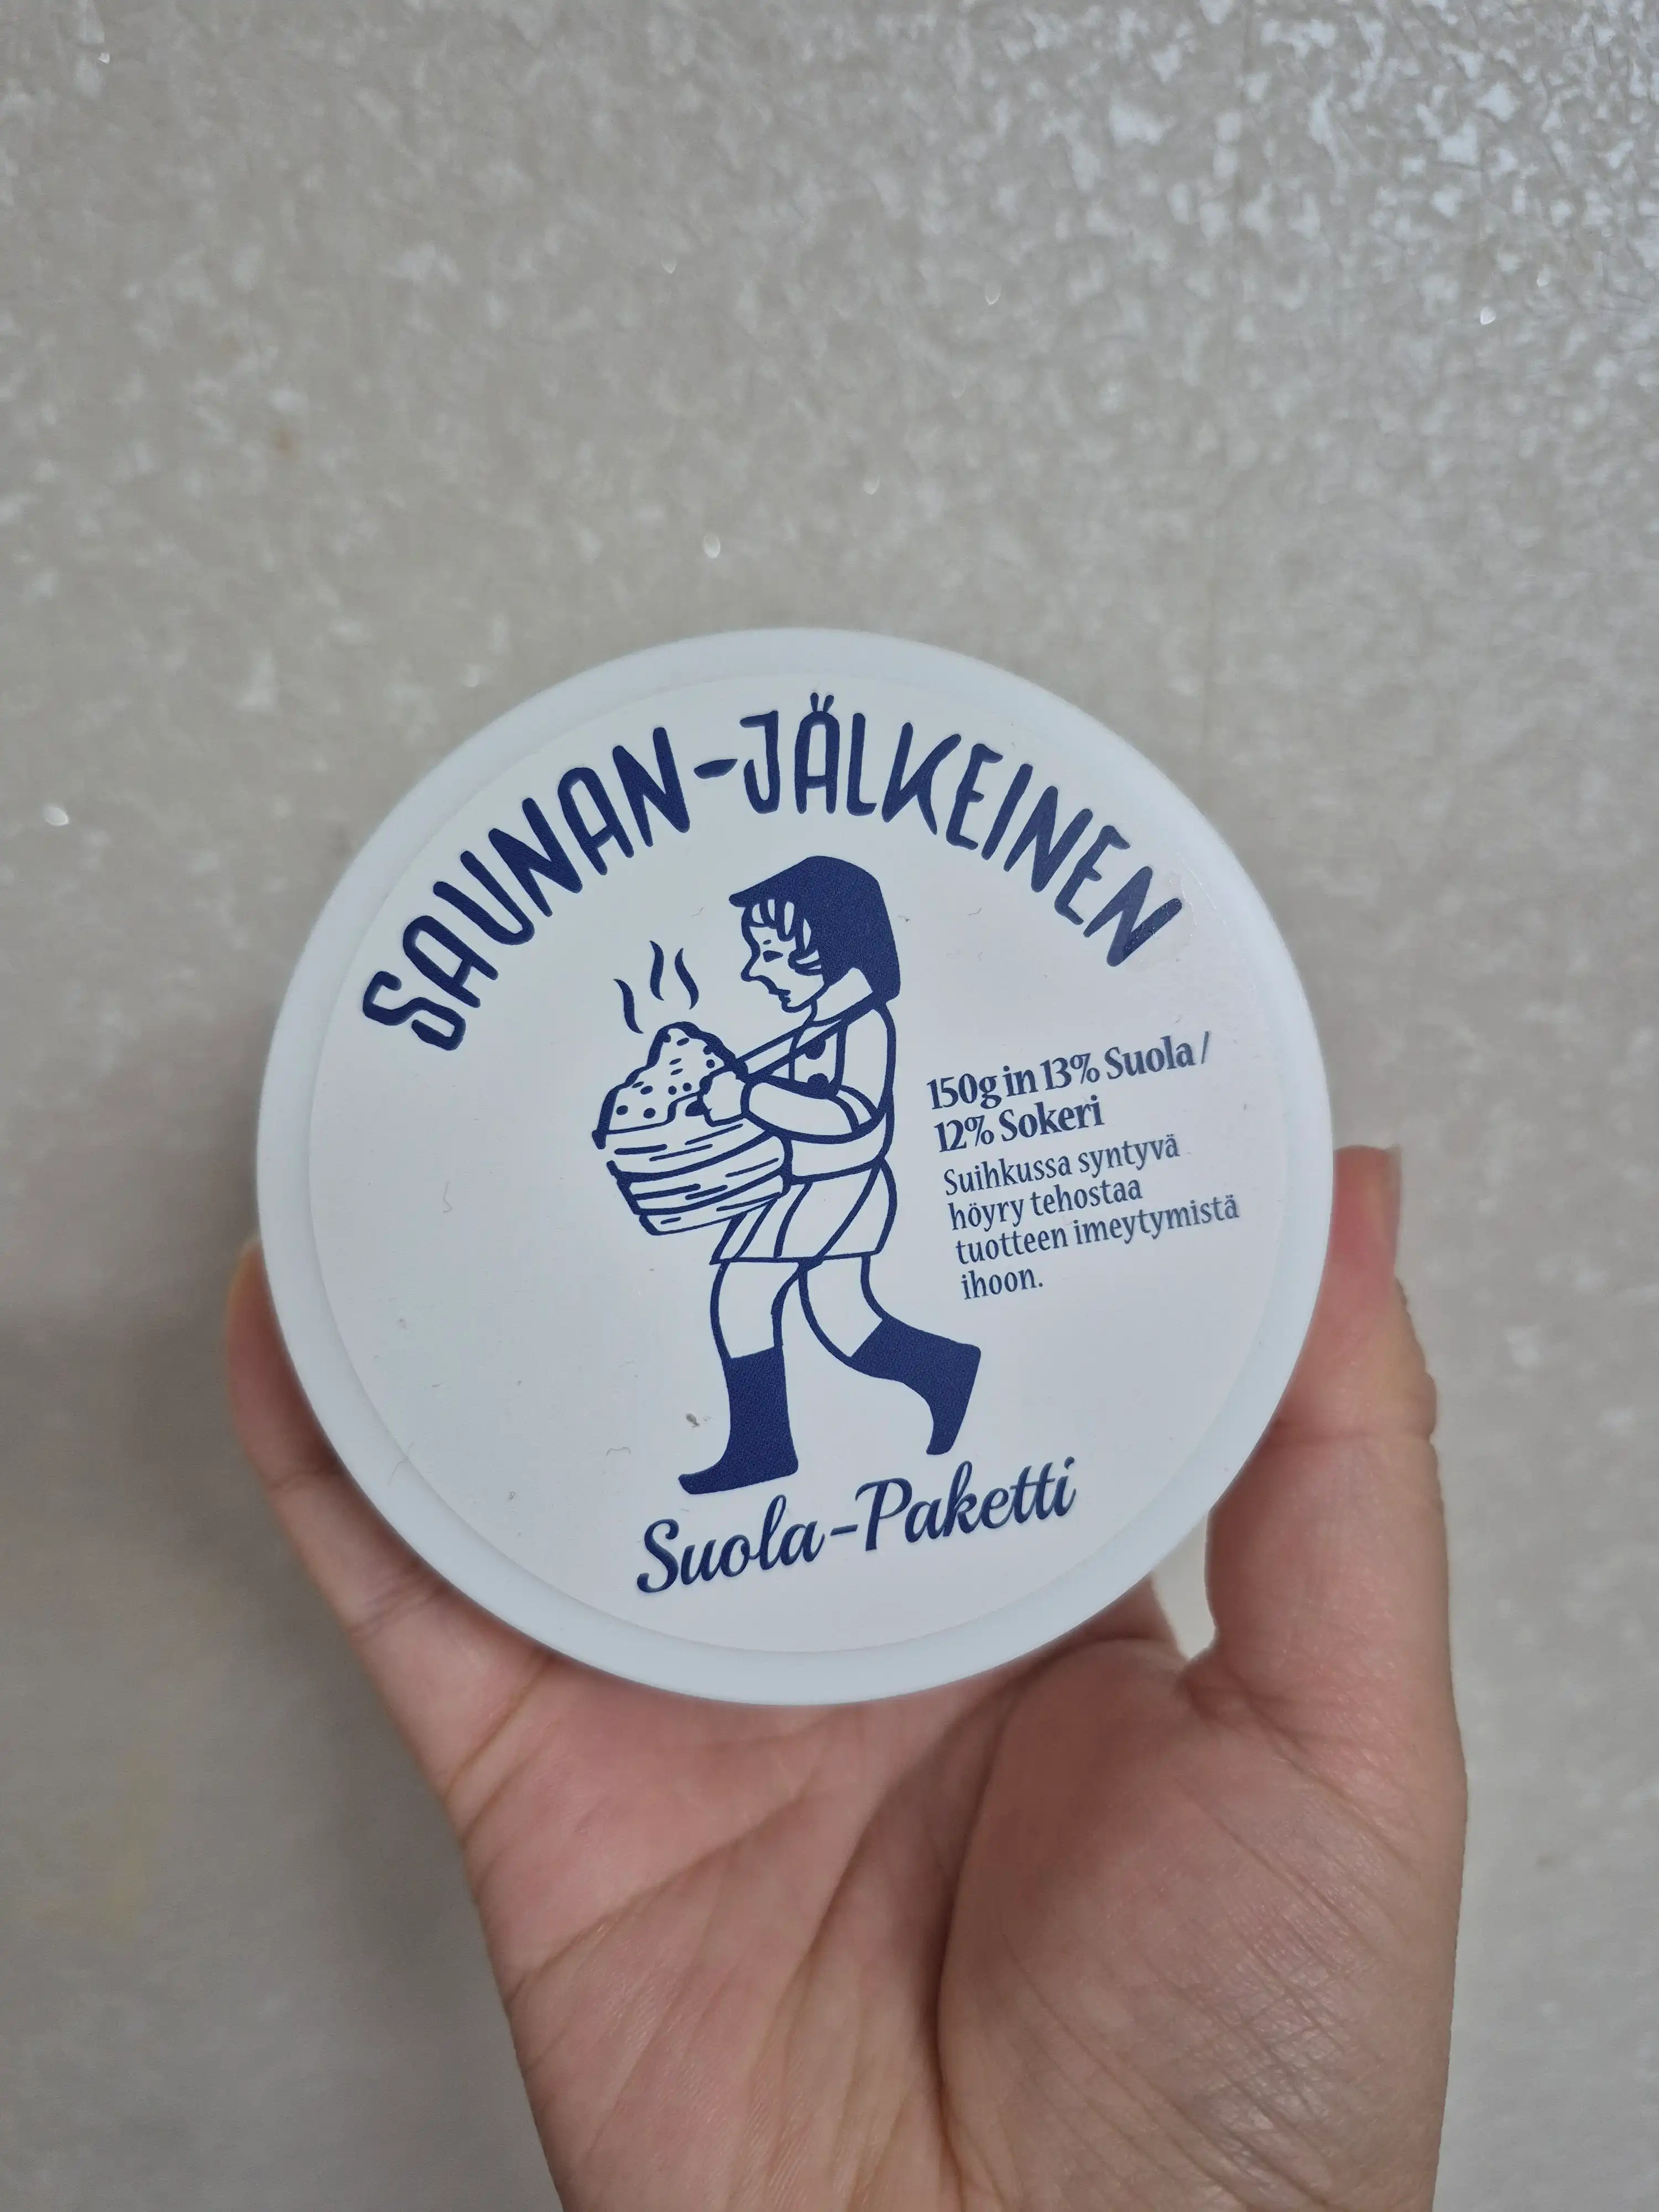 SAUNAN-JÄLKEINEN
150g in 13% Suola /
12% Sokeri
Suihkussa syntyvä
höyry tehostaa
tuotteen imeytymistä
ihoon.
Suola-Paketti